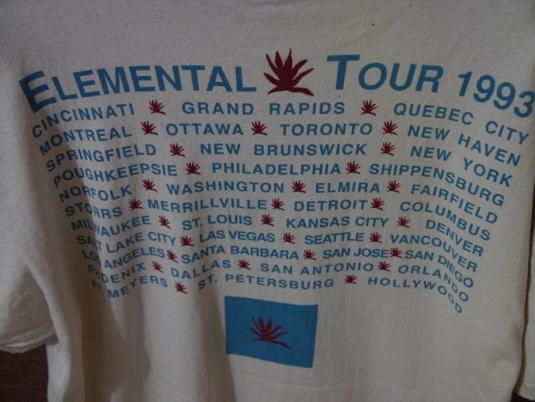 ELEMENTAL TOUR 1993
CINCINNATI GRAND RAPIDS QUEBEC CITY
MONTREAL OTTAWA TORONTO NEW HAVEN
SPRINGFIELD NEW BRUNSWICK NEW YORK
POUGHKEEPSIE PHILADELPHIA SHIPPENSBURG
NORFOLK WASHINGTON ELMIRA FAIRFIELD
STORRS MERRILLVILLE DETROIT COLUMBUS
MILWAUKEE ST. LOUIS KANSAS CITY DENVER
SALT LAKE CITY LAS VEGAS SEATTLE VANCOUVER
LOS ANGELES SANTA BARBARA SAN JOSE SAN DIEGO
PHOENIX DALLAS SAN ANTONIO ORLANDO
FT. MEYERS ST. PETERSBURG HOLLYWOOD